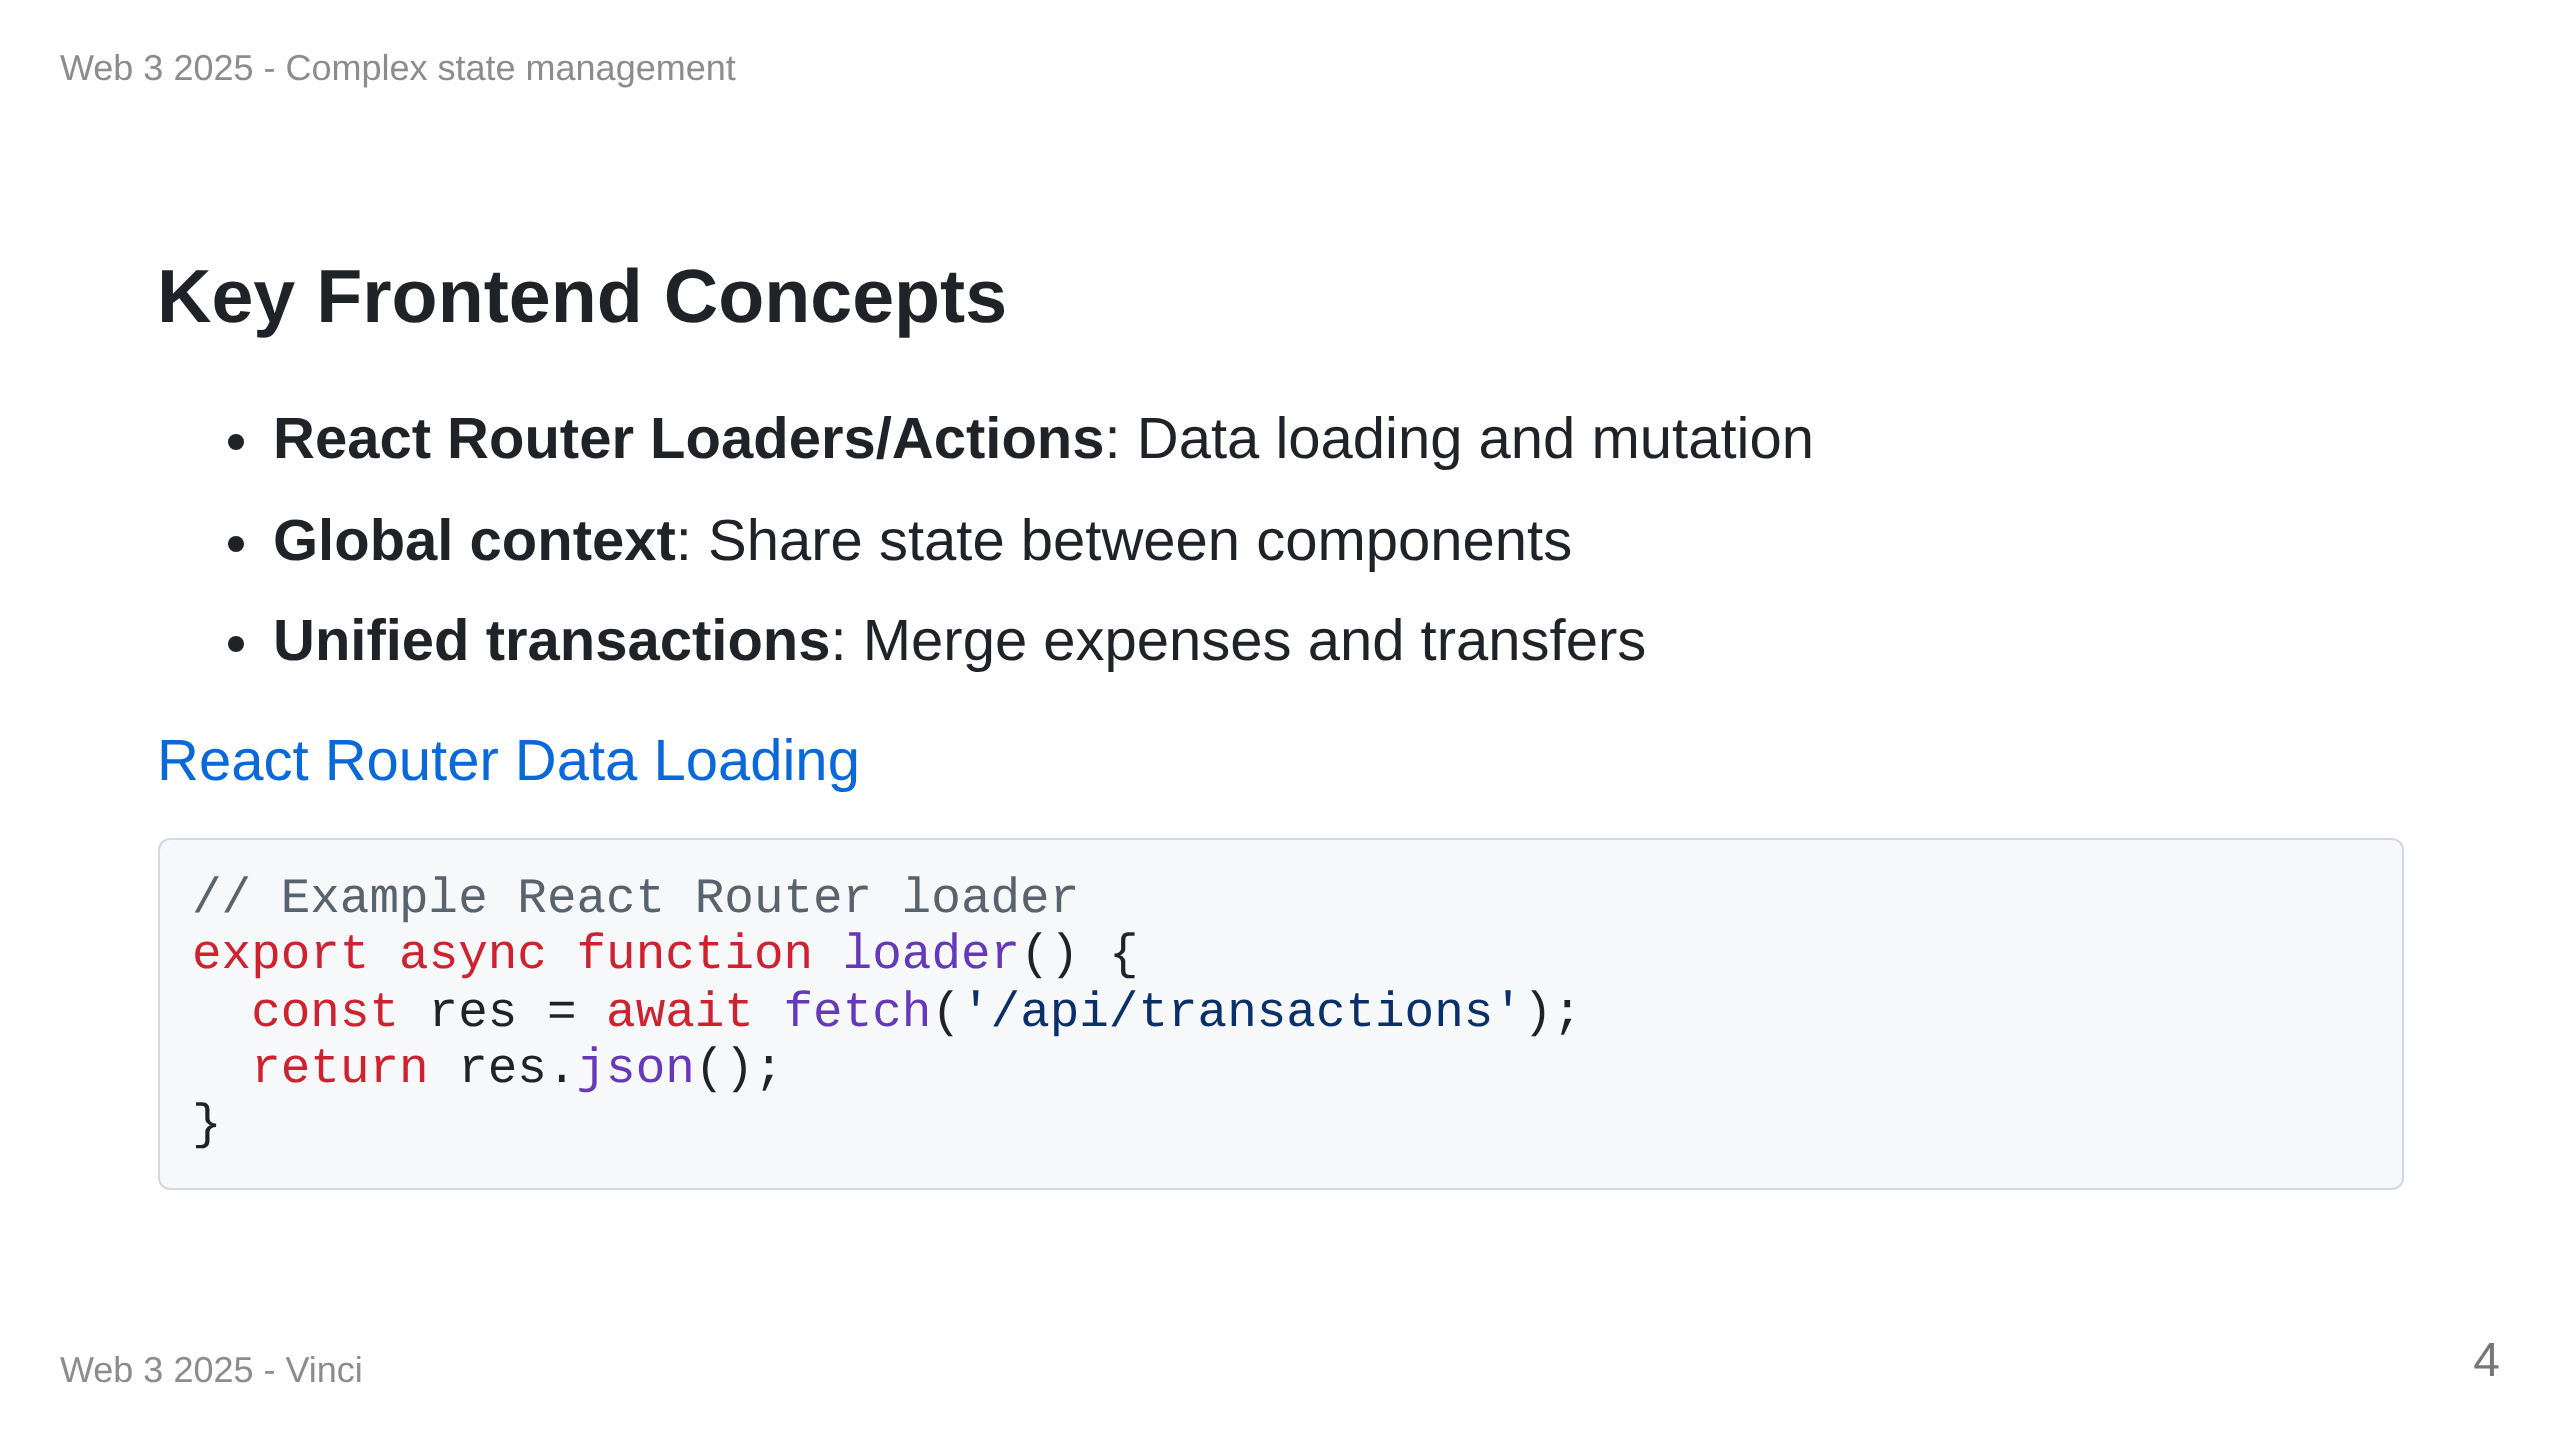 Web 3 2025 - Complex state management
Key Frontend Concepts
• React Router Loaders/Actions: Data loading and mutation
• Global context: Share state between components
• Unified transactions: Merge expenses and transfers
React Router Data Loading
// Example React Router loader
export async function loader() {
  const res = await fetch('/api/transactions');
  return res.json();
}
Web 3 2025 - Vinci
4